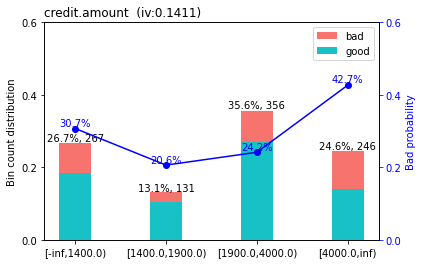 credit.amount (iv:0.1411)
0.6
0.4
0.2
0.0
Bin count distribution
0.6
0.4
0.2
0.0
Bad probability
bad
good
30.7%
26.7%, 267
20.6%
13.1%, 131
35.6%, 356
24.2%
42.7%
24.6%, 246
[-inf,1400.0)
[1400.0,1900.0)
[1900.0,4000.0)
[4000.0,inf)